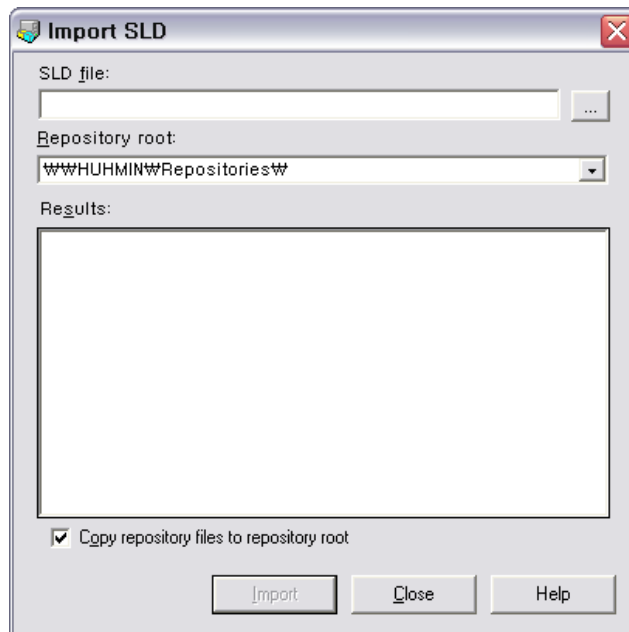 Import SLD
SLD file:
...
Repository root:
₩₩HUHMIN₩Repositories₩
Results:
Copy repository files to repository root
Import Close Help